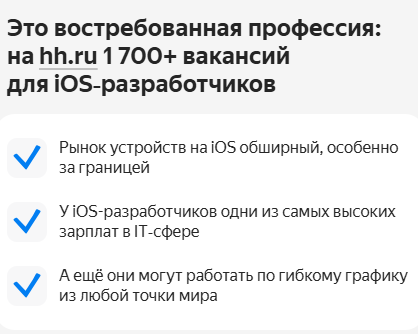 Это востребованная профессия:
на hh.ru 1 700+ вакансий
для iOS-разработчиков
Рынок устройств на iOS обширный, особенно
за границей
У iOS-разработчиков одни из самых высоких
зарплат в IT-сфере
А ещё они могут работать по гибкому графику
из любой точки мира